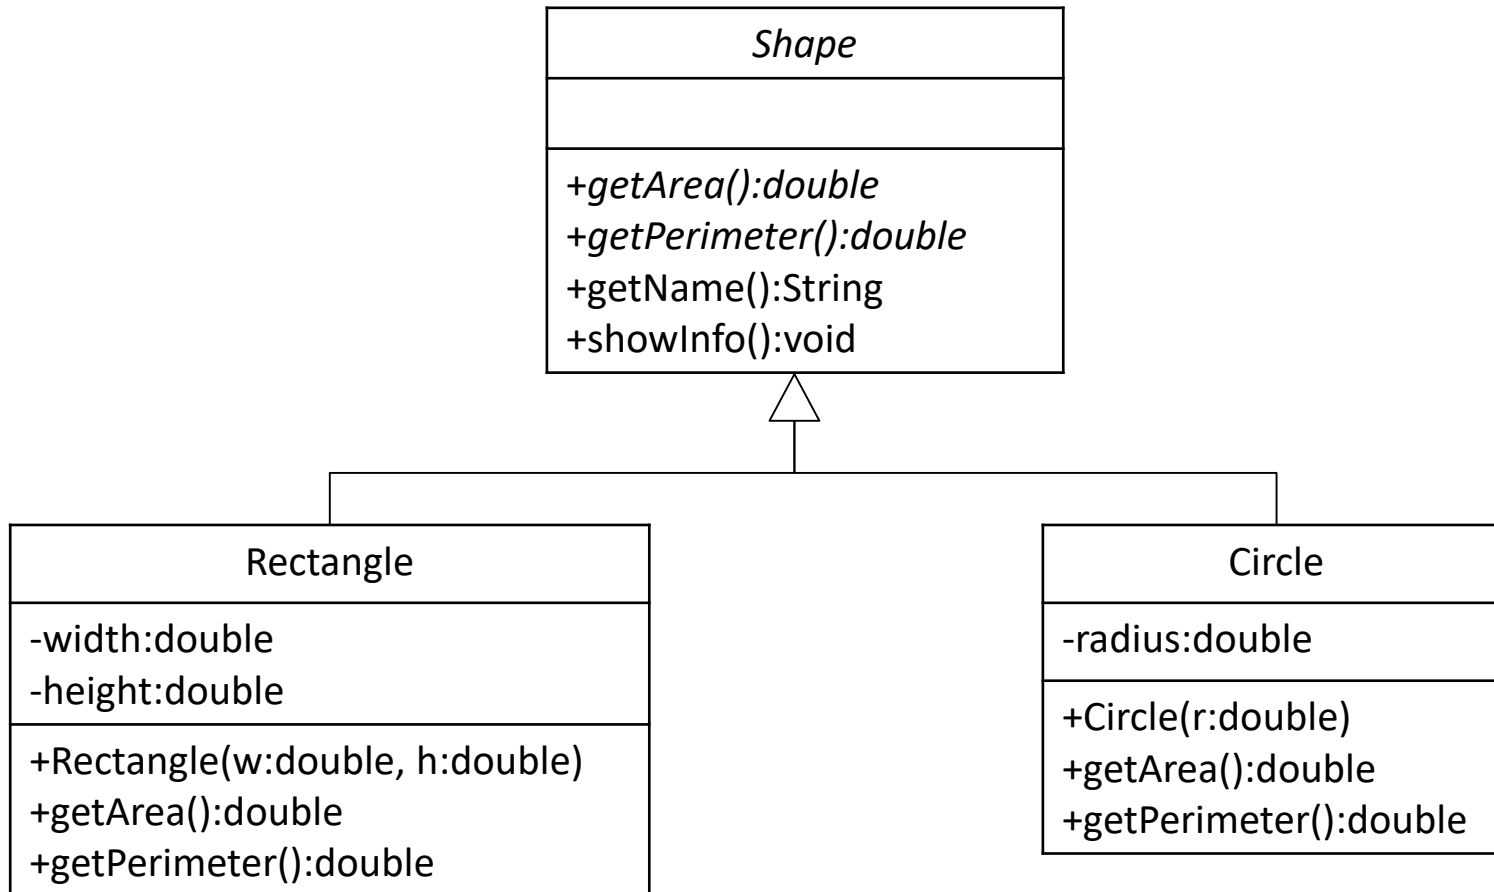 Shape
+getArea():double
+getPerimeter():double
+getName():String
+showInfo():void
Rectangle
-width:double
-height:double
+Rectangle(w:double, h:double)
+getArea():double
+getPerimeter():double
Circle
-radius:double
+Circle(r:double)
+getArea():double
+getPerimeter():double